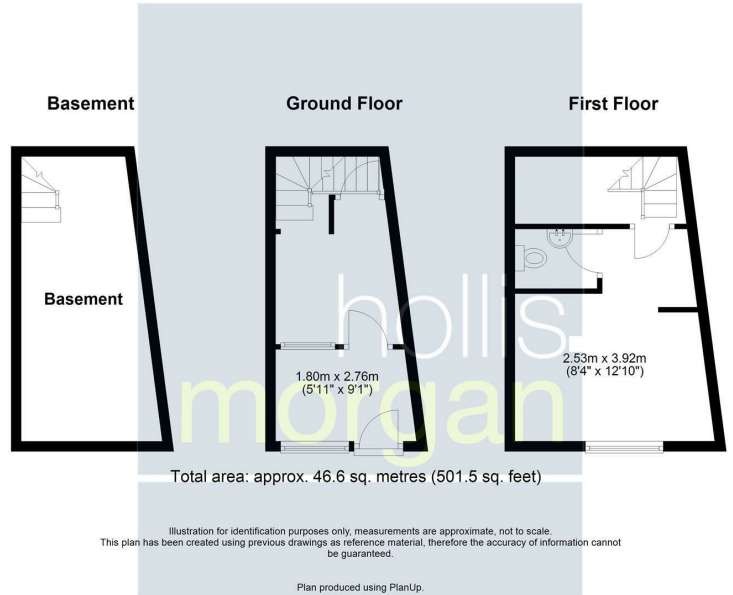 Basement
Ground Floor
First Floor
Basement
hollis
morgan
1.80m x 2.76m
(5'11" x 9'1")
2.53m x 3.92m
(8'4" x 12'10")
Total area: approx. 46.6 sq. metres (501.5 sq. feet)
Illustration for identification purposes only, measurements are approximate, not to scale.
This plan has been created using previous drawings as reference material, therefore the accuracy of information cannot
be guaranteed.
Plan produced using PlanUp.